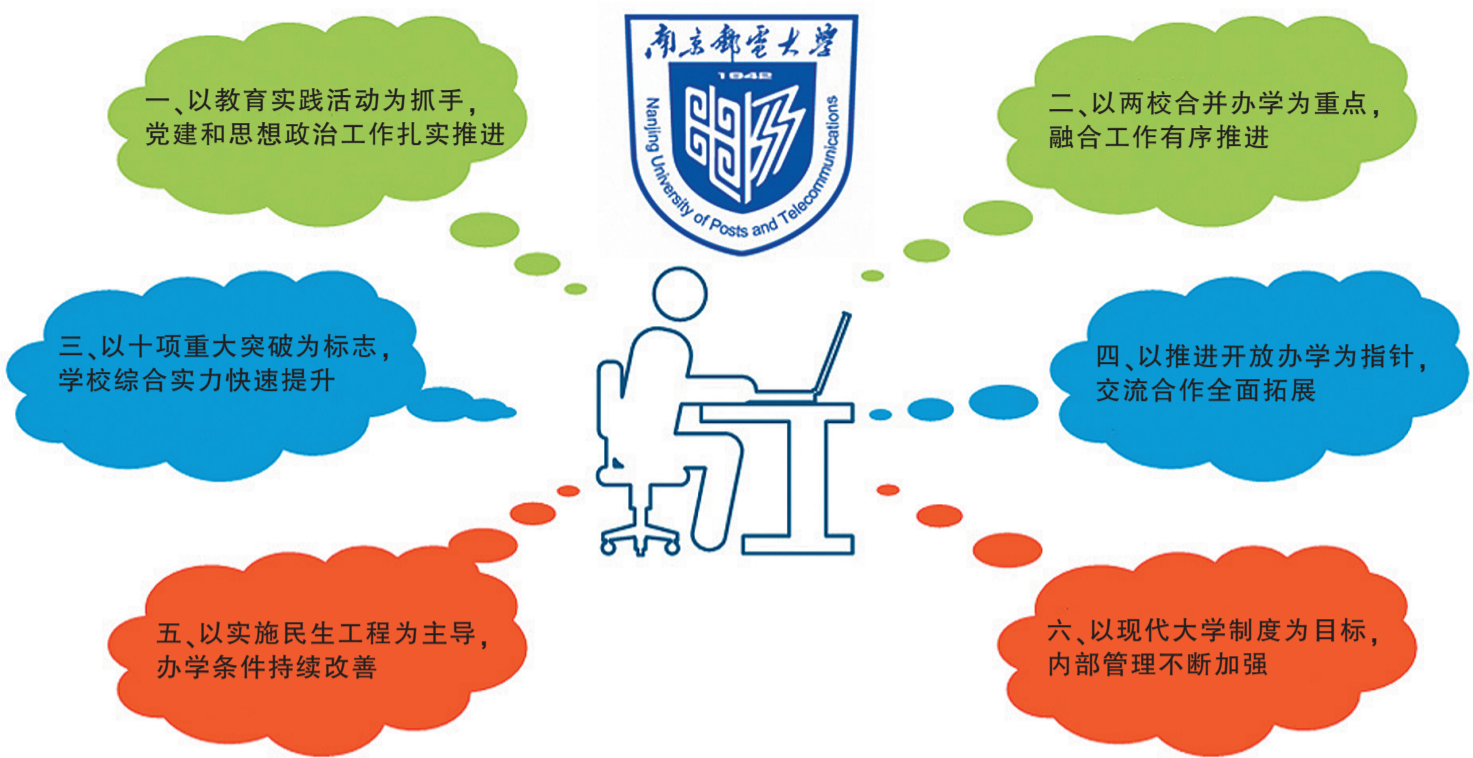 南京邮电大学
1942
Nanjing University of Posts and Telecommunications
一、以教育实践活动为抓手，
党建和思想政治工作扎实推进
二、以两校合并办学为重点，
融合工作有序推进
三、以十项重大突破为标志，
学校综合实力快速提升
四、以推进开放办学为指针，
交流合作全面拓展
五、以实施民生工程为主导，
办学条件持续改善
六、以现代大学制度为目标，
内部管理不断加强